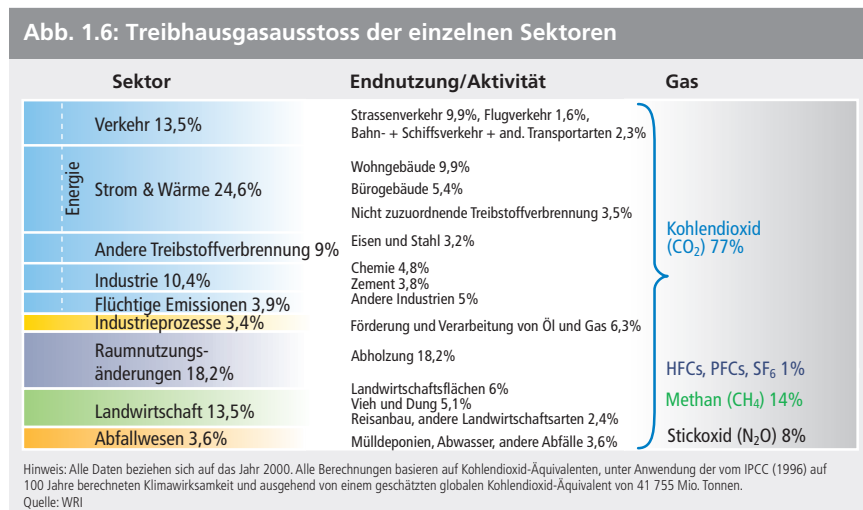 Abb. 1.6: Treibhausgasausstoss der einzelnen Sektoren
Sektor
Endnutzung/Aktivität
Gas
Energie
Verkehr 13,5%
Strom & Wärme 24,6%
Andere Treibstoffverbrennung 9%
Industrie 10,4%
Flüchtige Emissionen 3,9%
Industrieprozesse 3,4%
Raumnutzungs-
änderungen 18,2%
Landwirtschaft 13,5%
Abfallwesen 3,6%
Strassenverkehr 9,9%, Flugverkehr 1,6%,
Bahn- + Schiffsverkehr + and. Transportarten 2,3%
Wohngebäude 9,9%
Bürogebäude 5,4%
Nicht zuzuordnende Treibstoffverbrennung 3,5%
Eisen und Stahl 3,2%
Chemie 4,8%
Zement 3,8%
Andere Industrien 5%
Förderung und Verarbeitung von Öl und Gas 6,3%
Abholzung 18,2%
Landwirtschaftsflächen 6%
Vieh und Dung 5,1%
Reisanbau, andere Landwirtschaftsarten 2,4%
Mülldeponien, Abwasser, andere Abfälle 3,6%
Kohlendioxid
(CO₂) 77%
HFCs, PFCs, SF₆ 1%
Methan (CH₄) 14%
Stickoxid (N₂O) 8%
Hinweis: Alle Daten beziehen sich auf das Jahr 2000. Alle Berechnungen basieren auf Kohlendioxid-Äquivalenten, unter Anwendung der vom IPCC (1996) auf
100 Jahre berechneten Klimawirksamkeit und ausgehend von einem geschätzten globalen Kohlendioxid-Äquivalent von 41 755 Mio. Tonnen.
Quelle: WRI